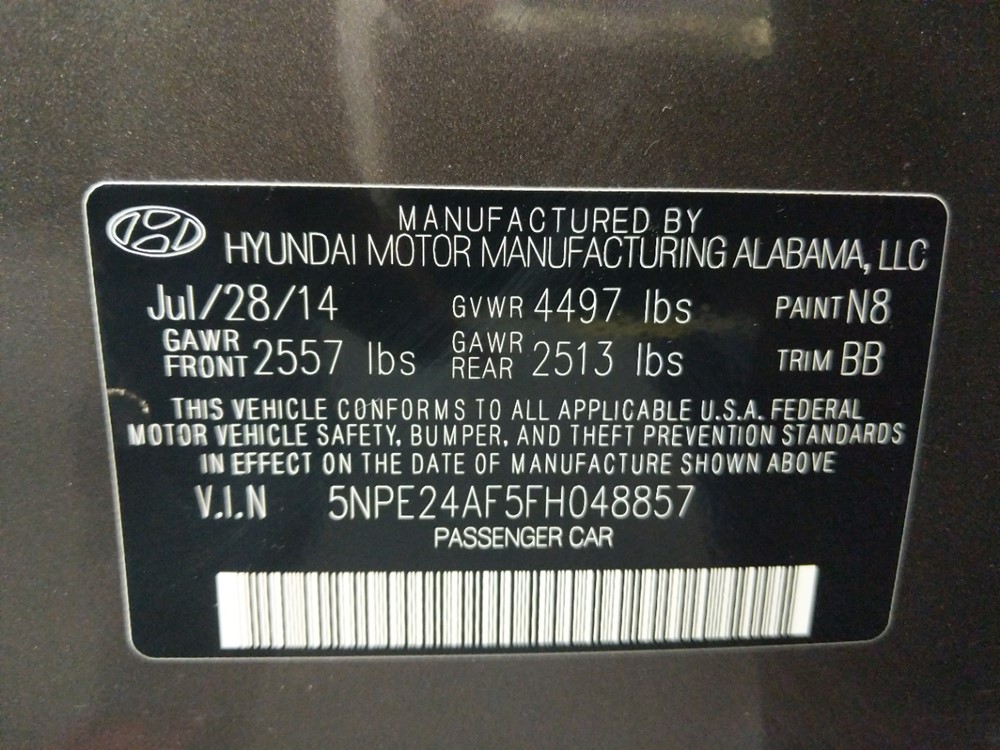 MANUFACTURED BY
HYUNDAI MOTOR MANUFACTURING ALABAMA, LLC
Jul/28/14 GVWR 4497 lbs PAINT N8
GAWR FRONT 2557 lbs GAWR REAR 2513 lbs TRIM BB
THIS VEHICLE CONFORMS TO ALL APPLICABLE U.S.A. FEDERAL
MOTOR VEHICLE SAFETY, BUMPER, AND THEFT PREVENTION STANDARDS
IN EFFECT ON THE DATE OF MANUFACTURE SHOWN ABOVE
V.I.N 5NPE24AF5FH048857
PASSENGER CAR